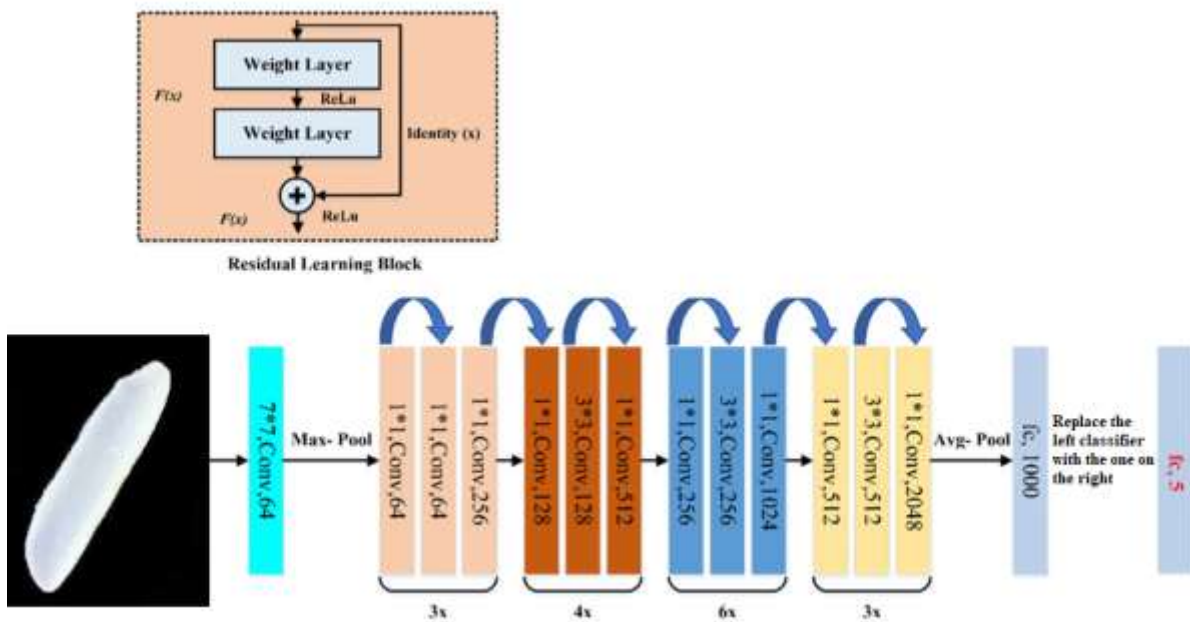 Weight Layer
F(x)
ReLu
Weight Layer
Identity (x)
+
F(x)
ReLu
Residual Learning Block
7*7,Conv,64
Max- Pool
1*1,Conv,64
1*1,Conv,64
1*1,Conv,256
3x
1*1,Conv,128
3*3,Conv,128
1*1,Conv,512
4x
1*1,Conv,256
3*3,Conv,256
1*1,Conv,1024
6x
1*1,Conv,512
3*3,Conv,512
1*1,Conv,2048
3x
Avg- Pool
fc, 1000
Replace the
left classifier
with the one on
the right
fc, 5